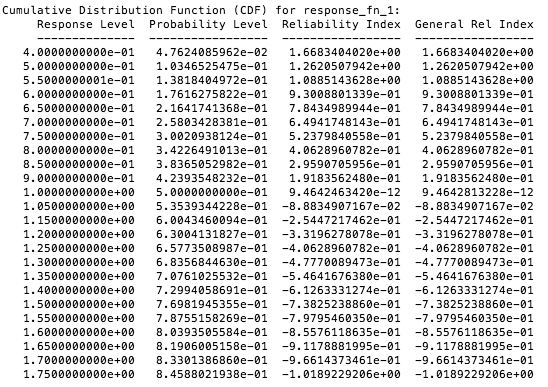 Cumulative Distribution Function (CDF) for response_fn_1:
Response Level  Probability Level  Reliability Index  General Rel Index
--------------  -----------------  -----------------  -----------------
4.0000000000e-01  4.7624085962e-02  1.6683404020e+00  1.6683404020e+00
5.0000000000e-01  1.0346525475e-01  1.2620507942e+00  1.2620507942e+00
5.5000000001e-01  1.3818404972e-01  1.0885143628e+00  1.0885143628e+00
6.0000000000e-01  1.7616275822e-01  9.3008801339e-01  9.3008801339e-01
6.5000000000e-01  2.1641741368e-01  7.8434989944e-01  7.8434989944e-01
7.0000000000e-01  2.5803428381e-01  6.4941748143e-01  6.4941748143e-01
7.5000000000e-01  3.0020938124e-01  5.2379840558e-01  5.2379840558e-01
8.0000000000e-01  3.4226491013e-01  4.0628960782e-01  4.0628960782e-01
8.5000000000e-01  3.8365052982e-01  2.9590705956e-01  2.9590705956e-01
9.0000000000e-01  4.2393548232e-01  1.9183562480e-01  1.9183562480e-01
1.0000000000e+00  5.0000000000e-01  9.4642463420e-12  9.4642813228e-12
1.0500000000e+00  5.3539344228e-01  -8.8834907167e-02  -8.8834907167e-02
1.1500000000e+00  6.0043460094e-01  -2.5447217462e-01  -2.5447217462e-01
1.2000000000e+00  6.3004131827e-01  -3.3196278078e-01  -3.3196278078e-01
1.2500000000e+00  6.5773508987e-01  -4.0628960782e-01  -4.0628960782e-01
1.3000000000e+00  6.8356844630e-01  -4.7770089473e-01  -4.7770089473e-01
1.3500000000e+00  7.0761025532e-01  -5.4641676380e-01  -5.4641676380e-01
1.4000000000e+00  7.2994058691e-01  -6.1263331274e-01  -6.1263331274e-01
1.5000000000e+00  7.6981945355e-01  -7.3825238860e-01  -7.3825238860e-01
1.5500000000e+00  7.8755158269e-01  -7.9795460350e-01  -7.9795460350e-01
1.6000000000e+00  8.0393505584e-01  -8.5576118635e-01  -8.5576118635e-01
1.6500000000e+00  8.1906005158e-01  -9.1178881995e-01  -9.1178881995e-01
1.7000000000e+00  8.3301386860e-01  -9.6614373461e-01  -9.6614373461e-01
1.7500000000e+00  8.4588021938e-01  -1.0189229206e+00  -1.0189229206e+00